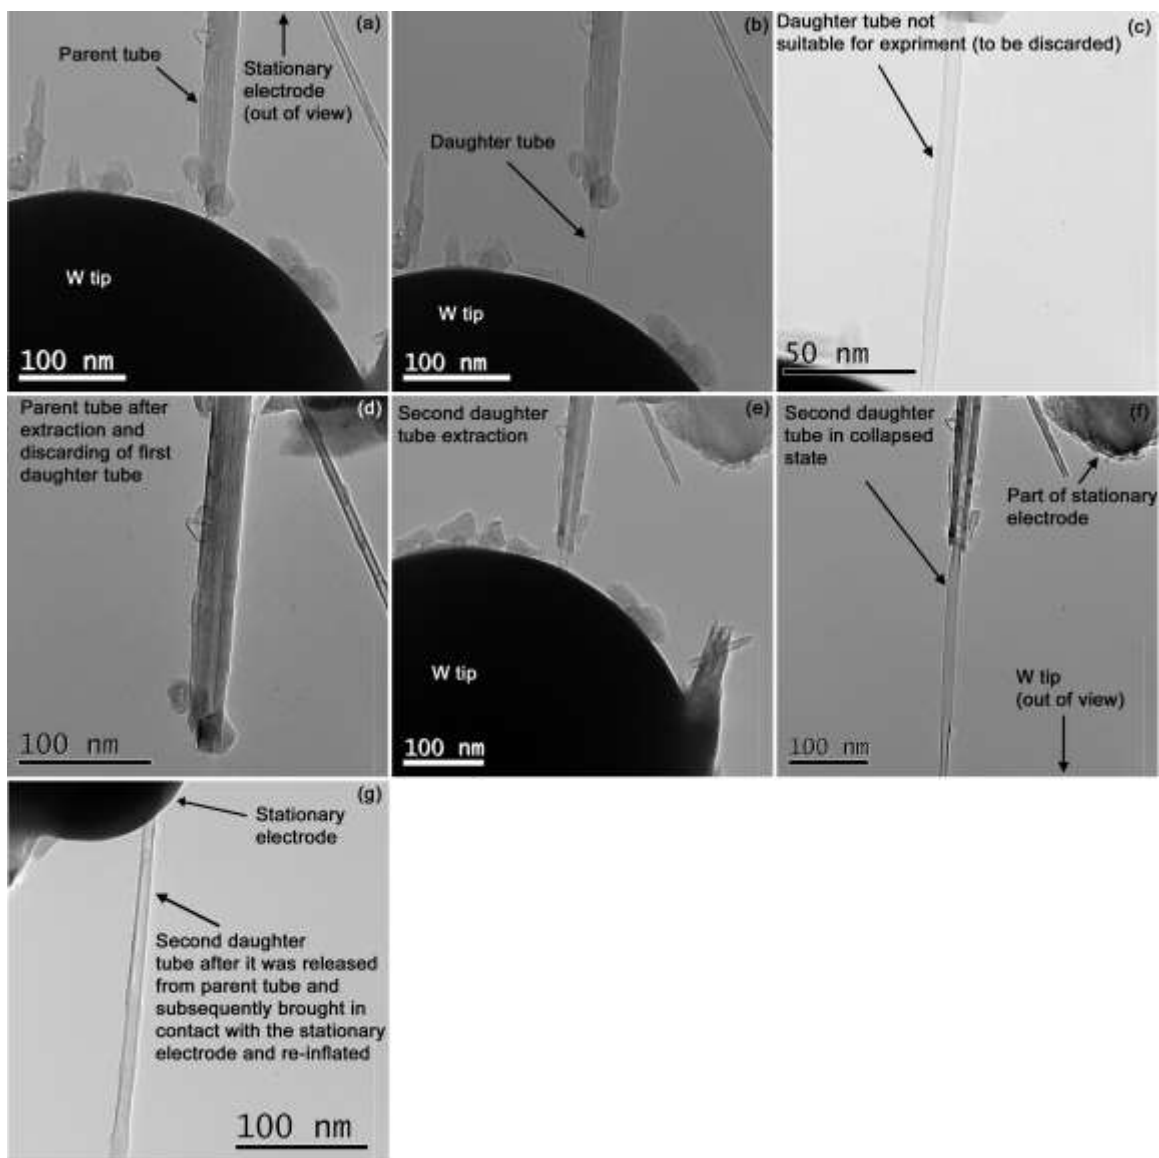 (a)
Parent tube
Stationary
electrode
(out of view)
W tip
100 nm
(b)
Daughter tube
W tip
100 nm
Daughter tube not
suitable for expriment (to be discarded)
(c)
50 nm
Parent tube after
extraction and
discarding of first
daughter tube
(d)
100 nm
Second daughter
tube extraction
(e)
W tip
100 nm
Second daughter
tube in collapsed
state
(f)
Part of stationary
electrode
W tip
(out of view)
100 nm
(g)
Stationary
electrode
Second daughter
tube after it was released
from parent tube and
subsequently brought in
contact with the stationary
electrode and re-inflated
100 nm